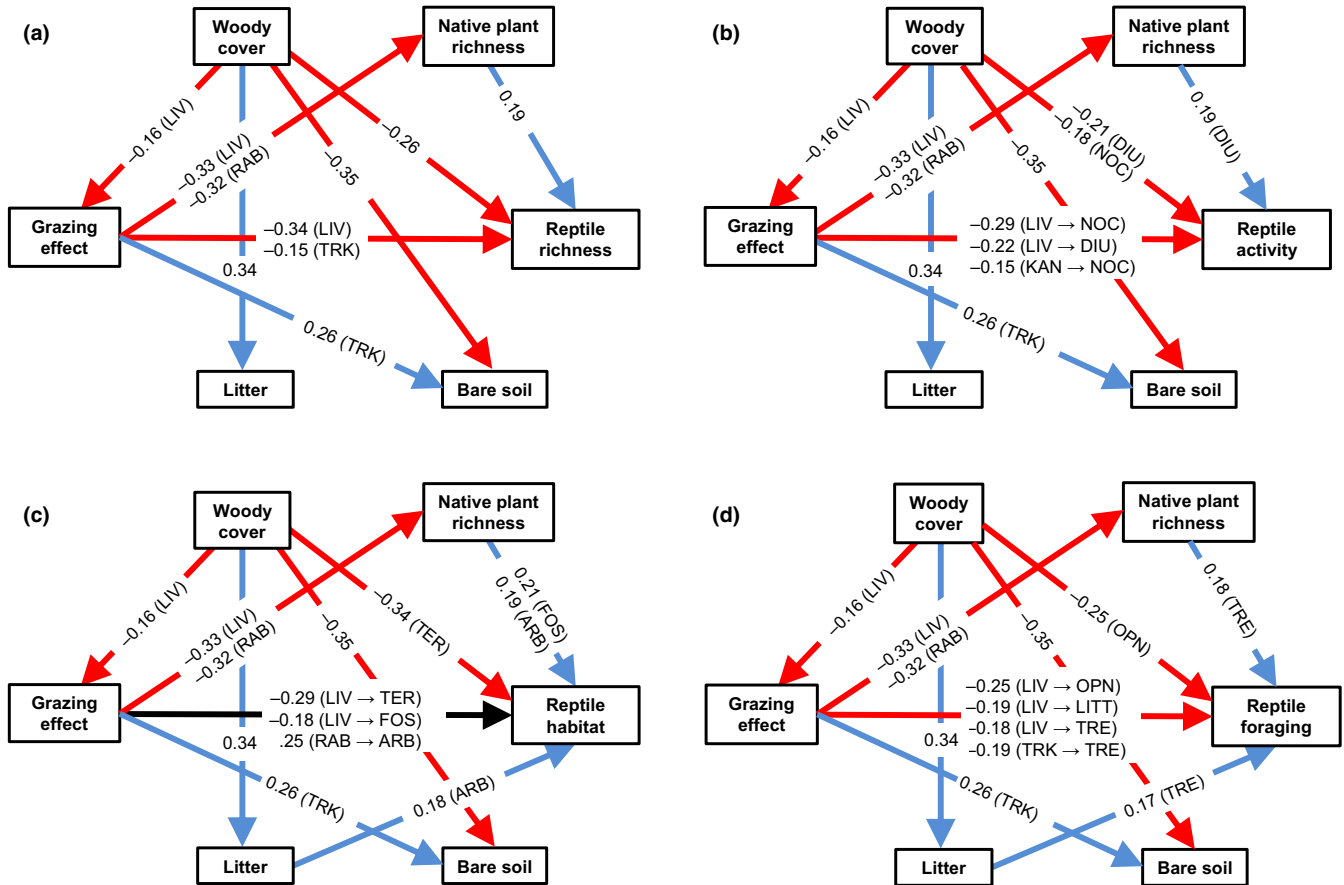 (a)
Woody
cover
Native plant
richness
–0.16 (LIV)
–0.33 (LIV)
–0.32 (RAB)
–0.26
0.19
–0.35
Grazing
effect
–0.34 (LIV)
–0.15 (TRK)
Reptile
richness
0.34
0.26 (TRK)
Litter
Bare soil
(b)
Woody
cover
Native plant
richness
–0.16 (LIV)
–0.33 (LIV)
–0.32 (RAB)
–0.21 (DIU)
–0.18 (NOC)
0.19 (DIU)
–0.35
Grazing
effect
–0.29 (LIV → NOC)
–0.22 (LIV → DIU)
–0.15 (KAN → NOC)
Reptile
activity
0.34
0.26 (TRK)
Litter
Bare soil
(c)
Woody
cover
Native plant
richness
–0.16 (LIV)
–0.33 (LIV)
–0.32 (RAB)
–0.34 (TER)
0.21 (FOS)
0.19 (ARB)
–0.35
Grazing
effect
–0.29 (LIV → TER)
–0.18 (LIV → FOS)
.25 (RAB → ARB)
Reptile
habitat
0.34
0.26 (TRK)
0.18 (ARB)
Litter
Bare soil
(d)
Woody
cover
Native plant
richness
–0.16 (LIV)
–0.33 (LIV)
–0.32 (RAB)
–0.25 (OPN)
0.18 (TRE)
–0.35
Grazing
effect
–0.25 (LIV → OPN)
–0.19 (LIV → LITT)
–0.18 (LIV → TRE)
–0.19 (TRK → TRE)
Reptile
foraging
0.34
0.26 (TRK)
0.17 (TRE)
Litter
Bare soil